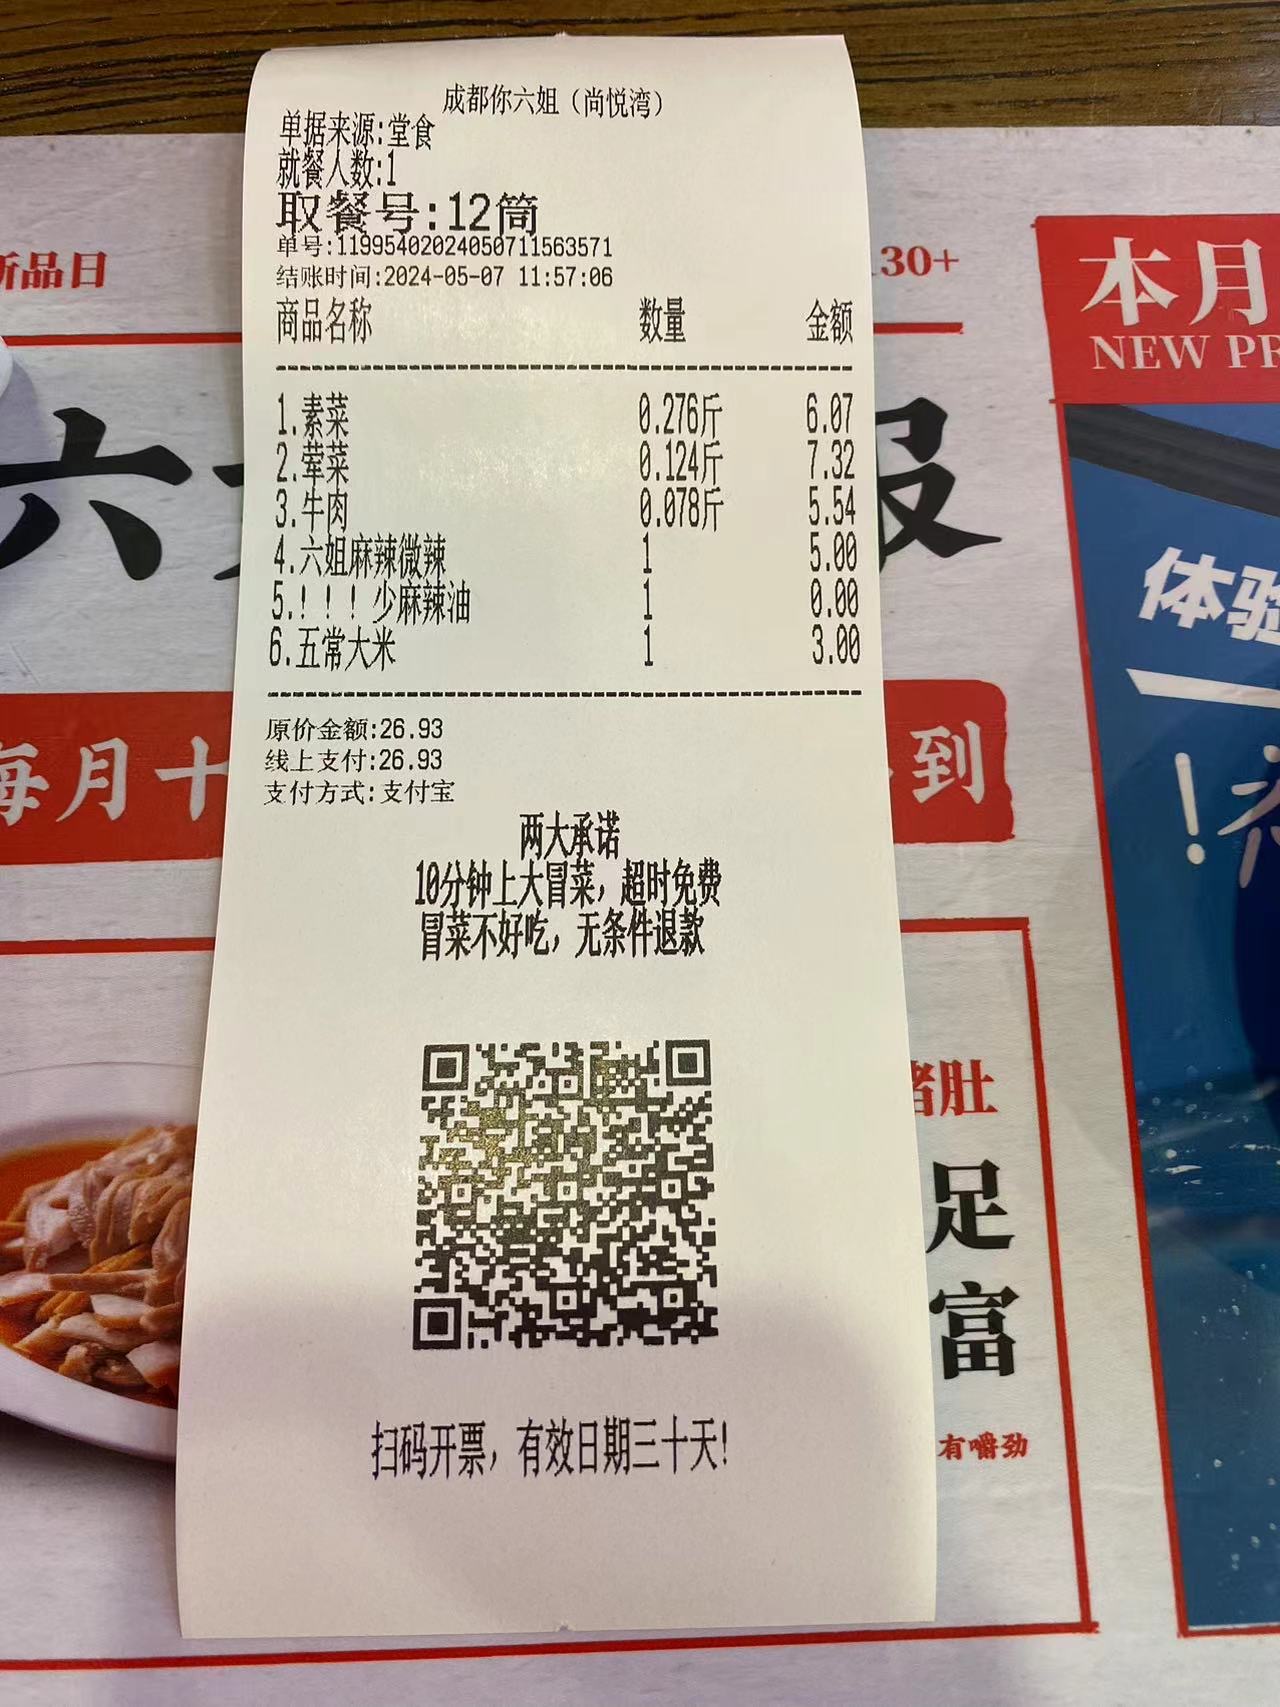 成都你六姐（尚悦湾）
单据来源:堂食
就餐人数:1
取餐号:12筒
单号:11995402024050711563571
结账时间:2024-05-07 11:57:06
商品名称 数量 金额
1.素菜 0.276斤 6.07
2.荤菜 0.124斤 7.32
3.牛肉 0.078斤 5.54
4.六姐麻辣微辣 1 5.00
5.！！！少麻辣油 1 0.00
6.五常大米 1 3.00
原价金额:26.93
线上支付:26.93
支付方式:支付宝
两大承诺
10分钟上大冒菜，超时免费
冒菜不好吃，无条件退款
扫码开票，有效日期三十天!
新品日
30+
六
报
每月十
到
猪肚
足
富
有嚼劲
本月
NEW PR
体验
！